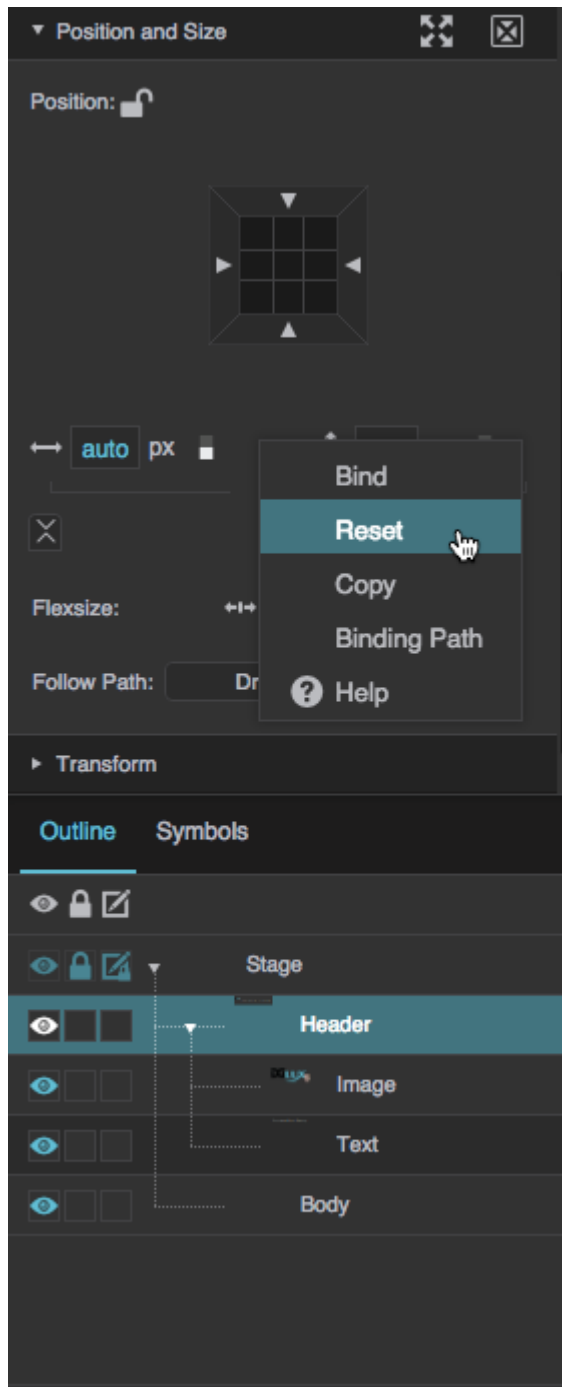 Position and Size
Position:
auto px
Bind
Reset
Copy
Binding Path
Help
Flexsize:
Follow Path: Dr
Transform
Outline Symbols
Stage
Header
Image
Text
Body